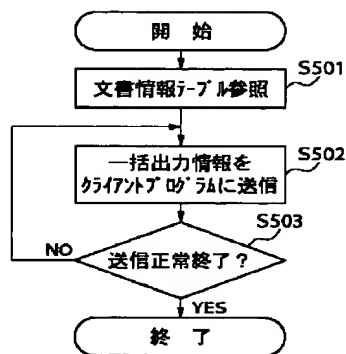 開 始
S501
文書情報ﾃｰﾌﾞﾙ参照
S502
一括出力情報を
ｸﾗｲｱﾝﾄﾌﾟﾛｸﾞﾗﾑに送信
S503
NO
送信正常終了？
YES
終 了